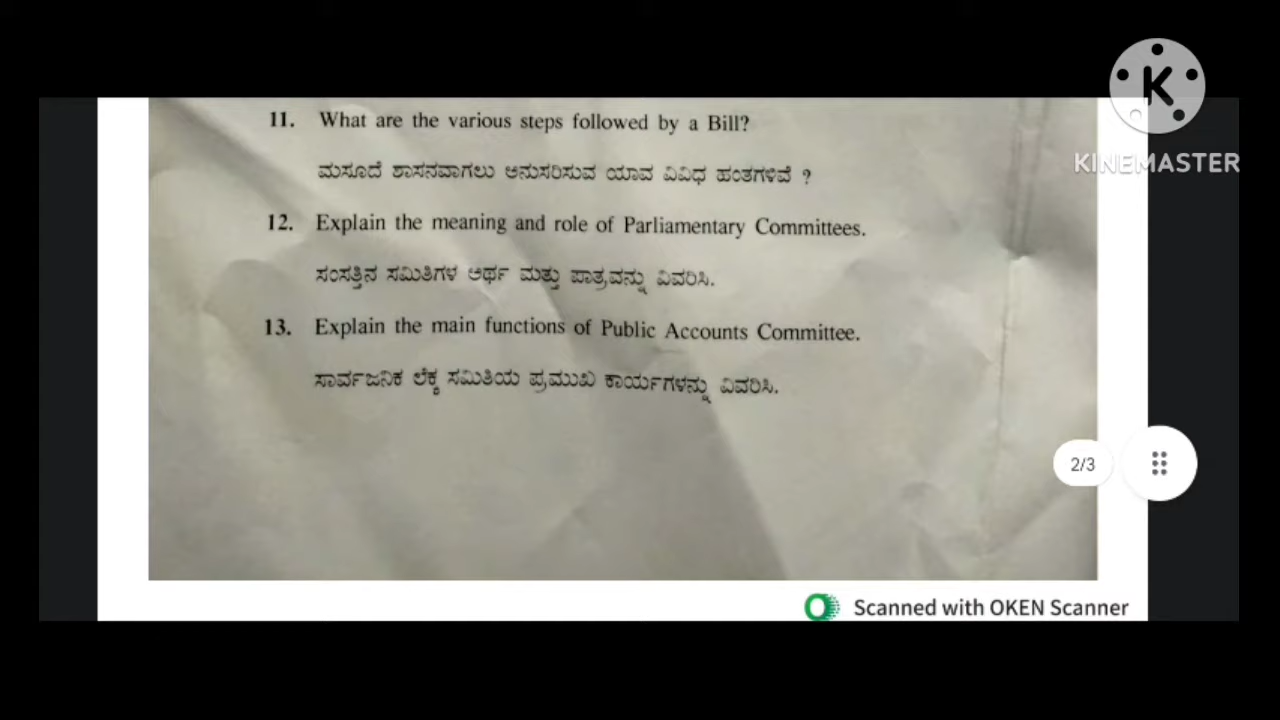 11. What are the various steps followed by a Bill?
ಮಸೂದೆ ಶಾಸನವಾಗಲು ಅನುಸರಿಸುವ ಯಾವ ವಿವಿಧ ಹಂತಗಳಿವೆ ?
12. Explain the meaning and role of Parliamentary Committees.
ಸಂಸತ್ತಿನ ಸಮಿತಿಗಳ ಅರ್ಥ ಮತ್ತು ಪಾತ್ರವನ್ನು ವಿವರಿಸಿ.
13. Explain the main functions of Public Accounts Committee.
ಸಾರ್ವಜನಿಕ ಲೆಕ್ಕ ಸಮಿತಿಯ ಪ್ರಮುಖ ಕಾರ್ಯಗಳನ್ನು ವಿವರಿಸಿ.
K
KINEMASTER
2/3
Scanned with OKEN Scanner